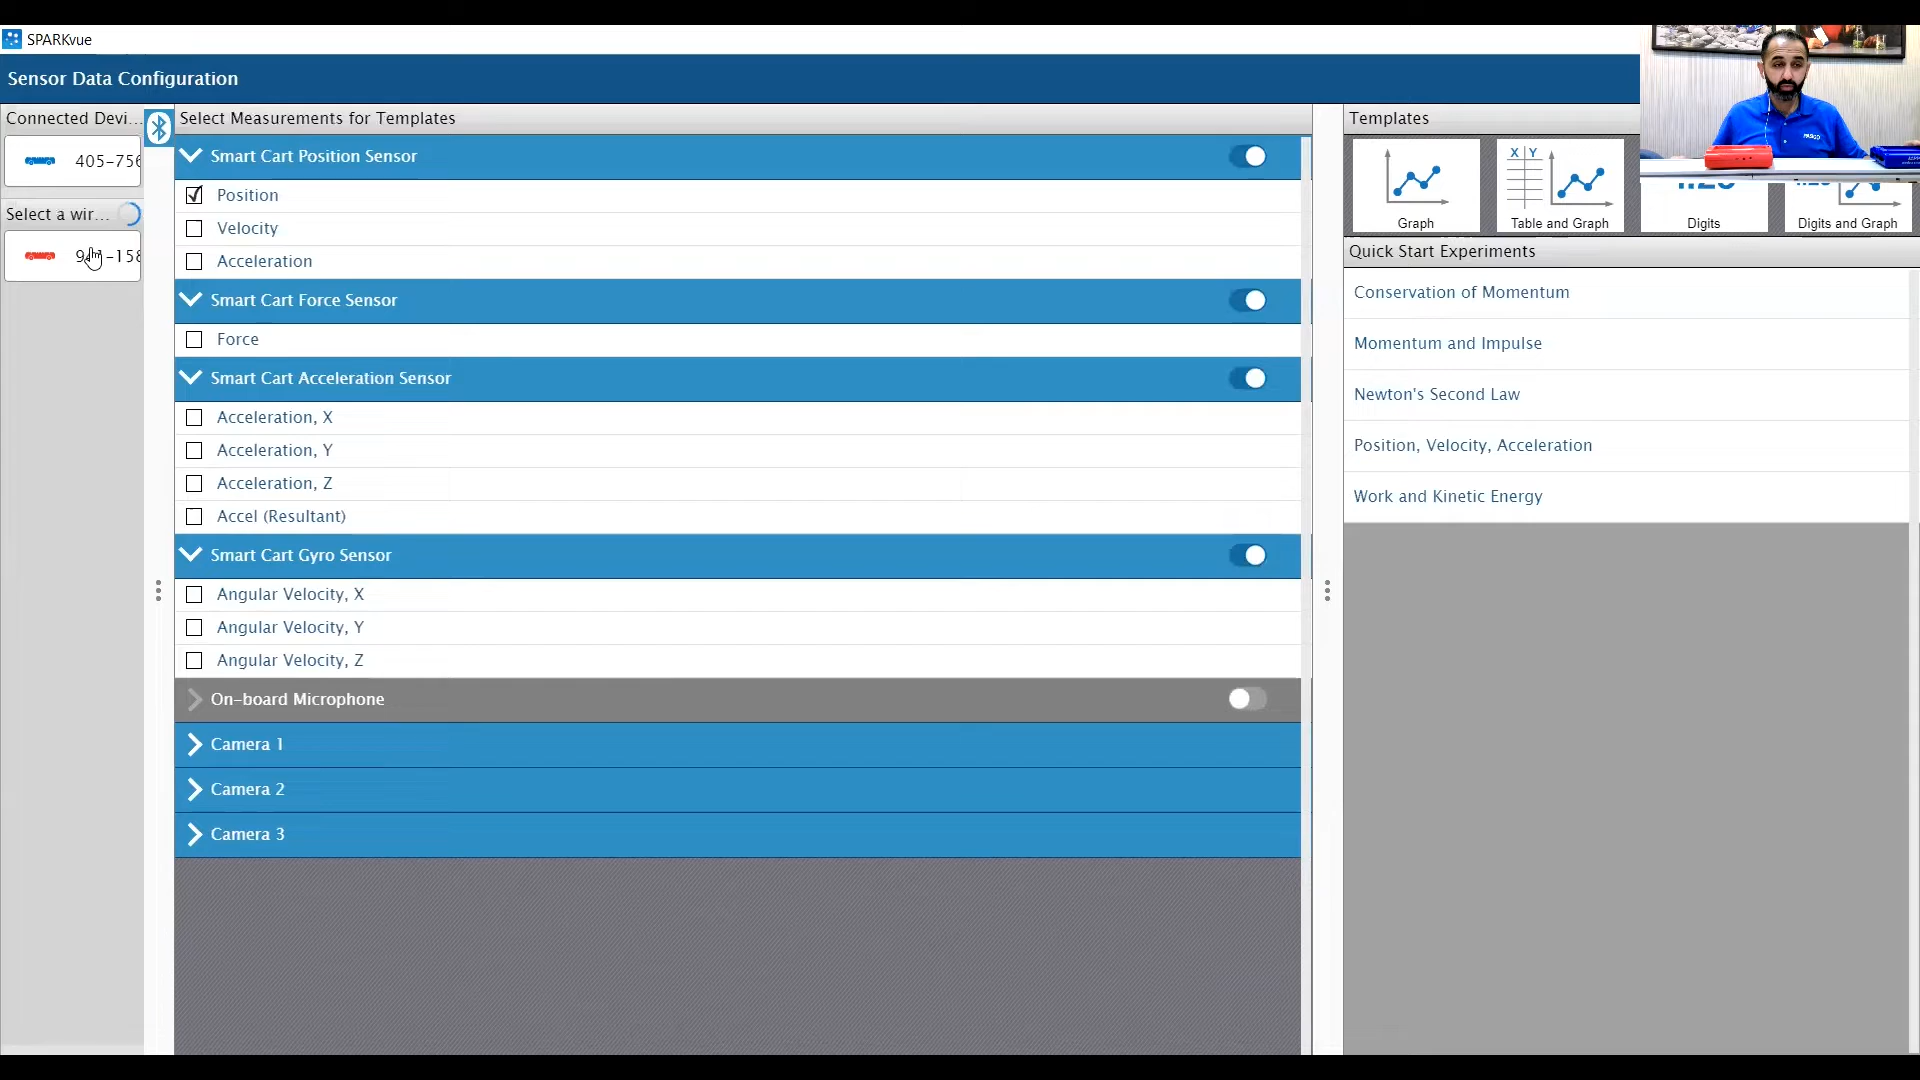 SPARKvue
Sensor Data Configuration
Connected Devi...
405-756
Select a wir...
Select Measurements for Templates
Smart Cart Position Sensor
Position
Velocity
Acceleration
Smart Cart Force Sensor
Force
Smart Cart Acceleration Sensor
Acceleration, X
Acceleration, Y
Acceleration, Z
Accel (Resultant)
Smart Cart Gyro Sensor
Angular Velocity, X
Angular Velocity, Y
Angular Velocity, Z
On-board Microphone
Camera 1
Camera 2
Camera 3
Templates
Graph
X Y
Table and Graph
Digits
Digits and Graph
Quick Start Experiments
Conservation of Momentum
Momentum and Impulse
Newton's Second Law
Position, Velocity, Acceleration
Work and Kinetic Energy
PASCO